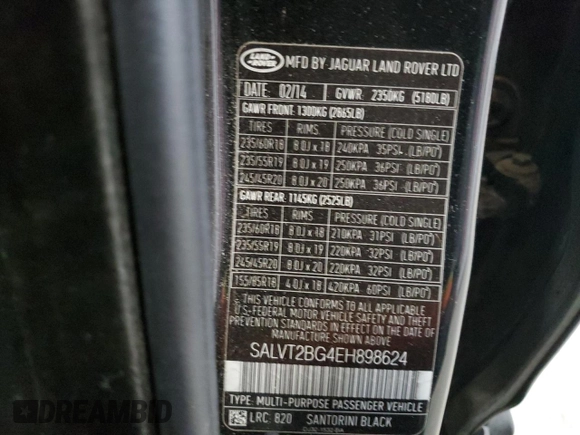 LAND-
ROVER
MFD BY JAGUAR LAND ROVER LTD
DATE: 02/14 GVWR: 2350KG (5180LB)
GAWR FRONT: 1300KG (2865LB)
TIRES RIMS PRESSURE (COLD SINGLE)
235/60R18 8.0J x 18 240KPA 35PSI (LB/PO²)
235/55R19 8.0J x 19 250KPA 36PSI (LB/PO²)
245/45R20 8.0J x 20 250KPA 36PSI (LB/PO²)
GAWR REAR: 1145KG (2525LB)
TIRES RIMS PRESSURE (COLD SINGLE)
235/60R18 8.0J x 18 210KPA 31PSI (LB/PO²)
235/55R19 8.0J x 19 220KPA 32PSI (LB/PO²)
245/45R20 8.0J x 20 220KPA 32PSI (LB/PO²)
155/85R18 4.0J x 18 420KPA 60PSI (LB/PO²)
THIS VEHICLE CONFORMS TO ALL APPLICABLE
U.S.-FEDERAL MOTOR VEHICLE SAFETY AND
THEFT PREVENTION STANDARDS IN EFFECT ON
THE DATE OF MANUFACTURE SHOWN ABOVE.
SALVT2BG4EH898624
TYPE: MULTI-PURPOSE PASSENGER VEHICLE
LRC: 820 SANTORINI BLACK
DREAMBID